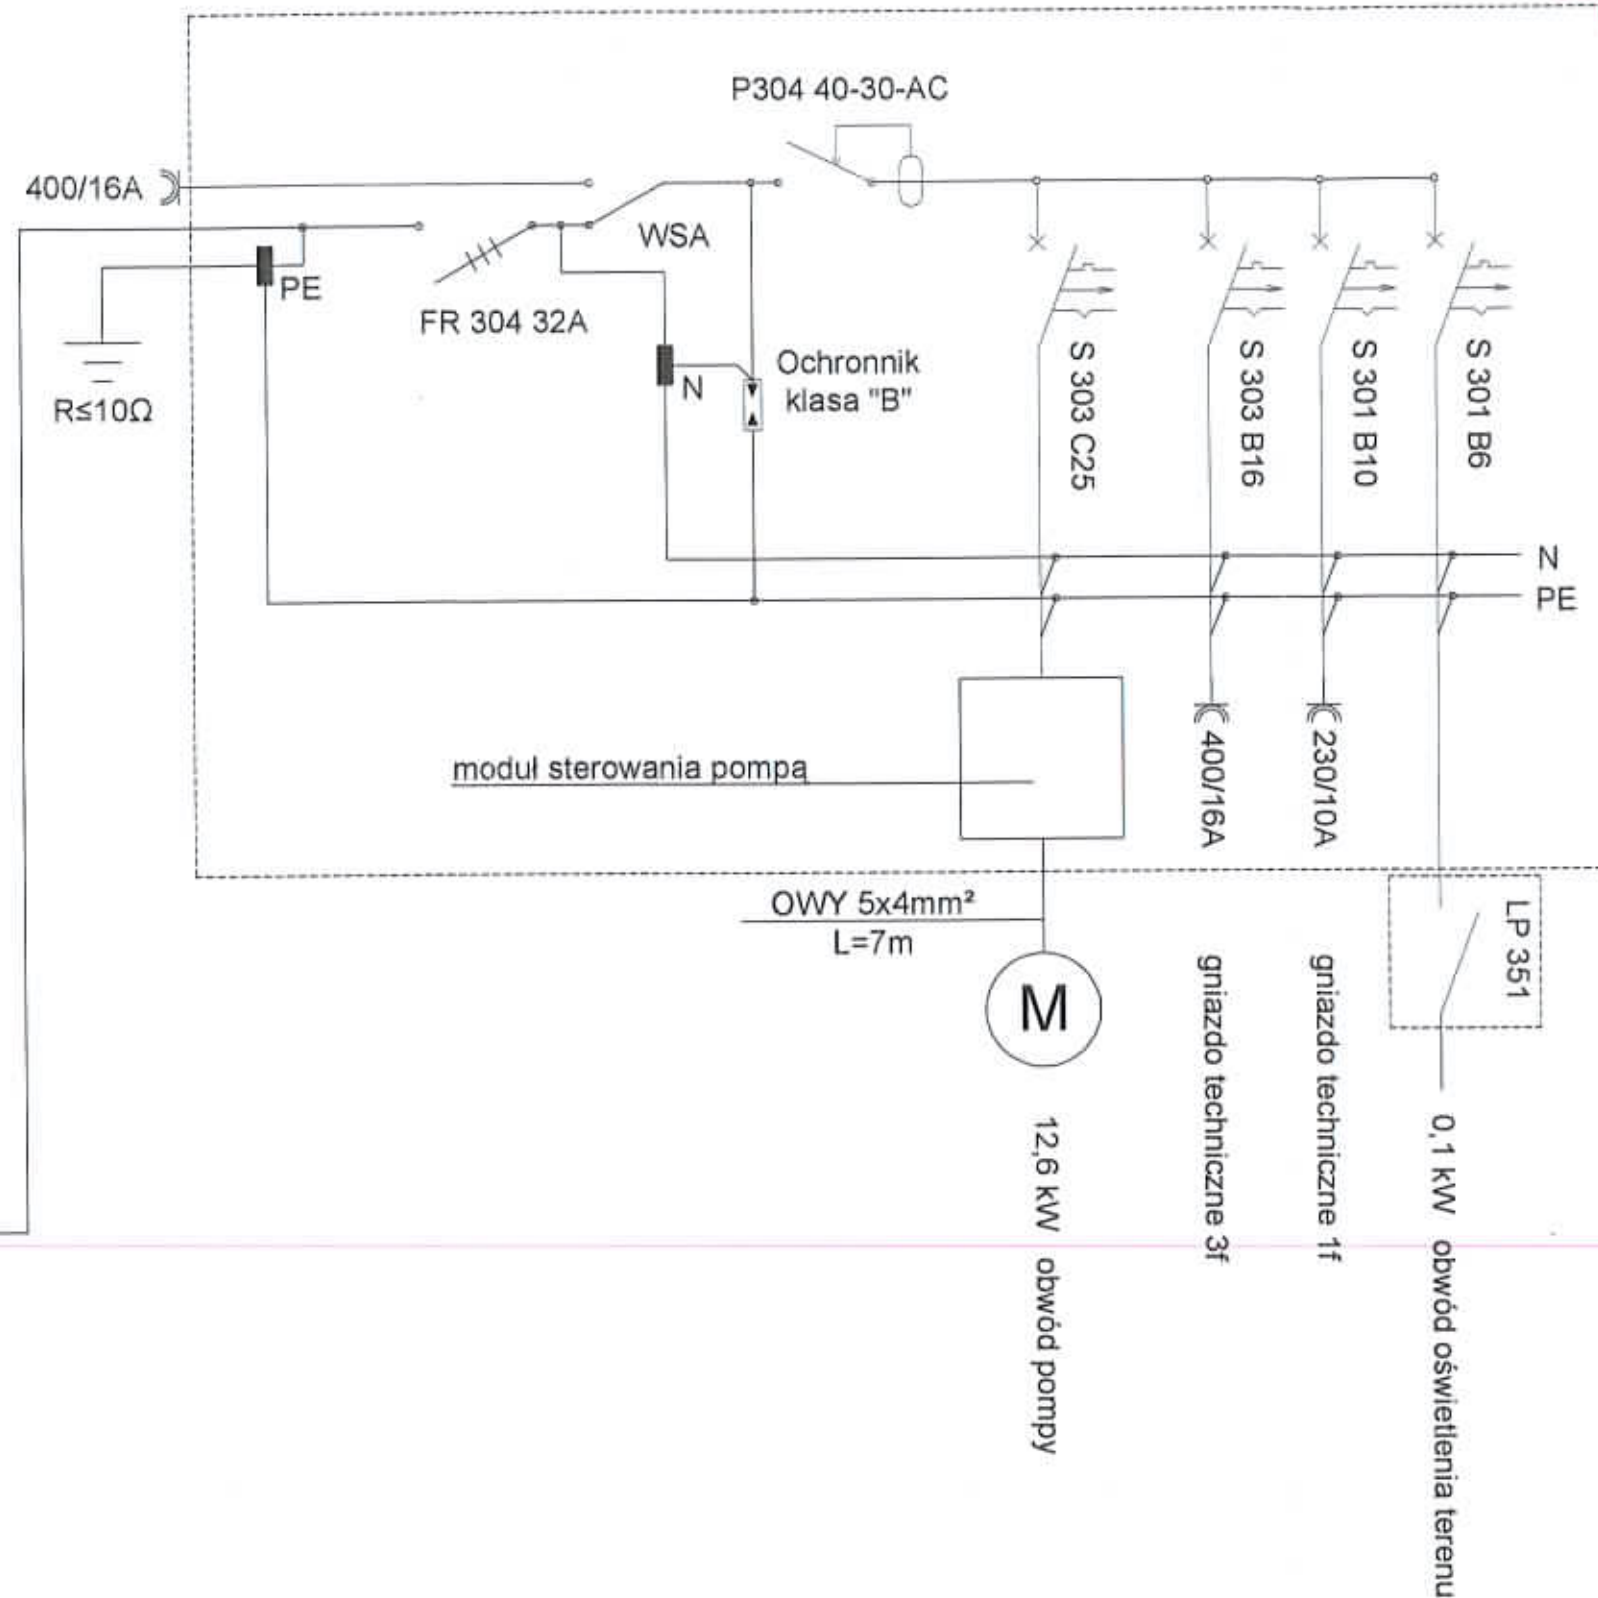 P304 40-30-AC
400/16A
WSA
PE
FR 304 32A
R≤10Ω
N
Ochronnik
klasa "B"
S 303 C25
S 303 B16
S 301 B10
S 301 B6
N
PE
moduł sterowania pompą
400/16A
230/10A
OWY 5x4mm²
L=7m
LP 351
M
12,6 kW obwód pompy
gniazdo techniczne 3f
gniazdo techniczne 1f
0,1 kW obwód oświetlenia terenu